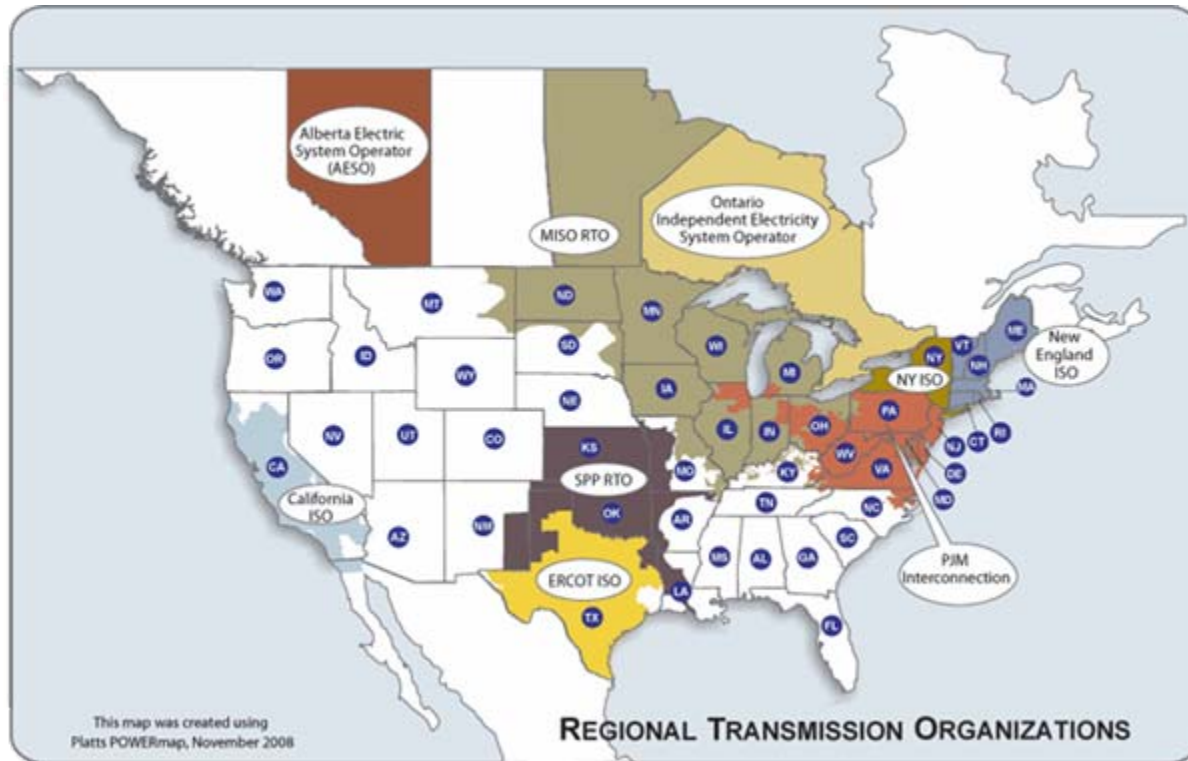 Alberta Electric
System Operator
(AESO)
Ontario
Independent Electricity
System Operator
MISO RTO
WA
MT
ND
MN
ME
VT
NH
New
England
ISO
OR
ID
SD
WI
NY
NY ISO
MI
WY
MA
IA
NE
PA
NV
UT
CO
IL
IN
OH
RI
CT
NJ
KS
WV
CA
MO
KY
VA
DE
SPP RTO
MD
California
ISO
TN
NC
OK
AR
AZ
NM
SC
MS
AL
GA
PJM
Interconnection
ERCOT ISO
LA
TX
FL
This map was created using
Platts POWERmap, November 2008
REGIONAL TRANSMISSION ORGANIZATIONS